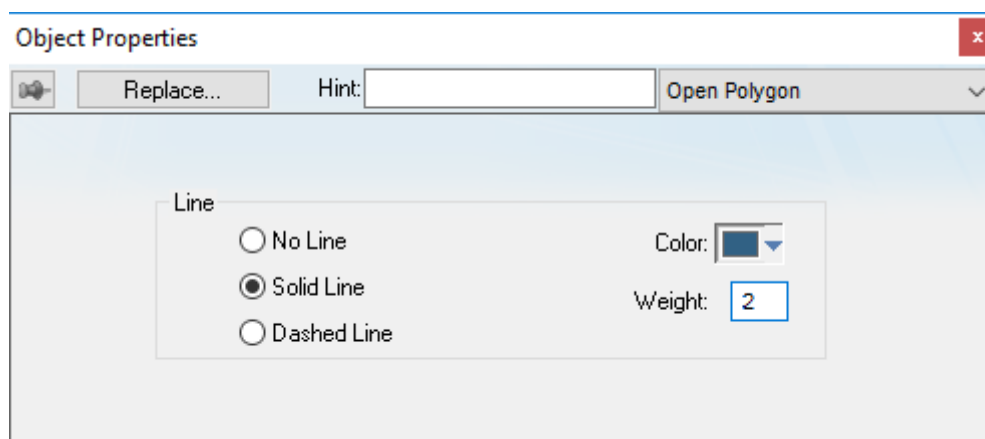 Object Properties
x
Replace... Hint: Open Polygon
Line
No Line Color:
Solid Line Weight: 2
Dashed Line